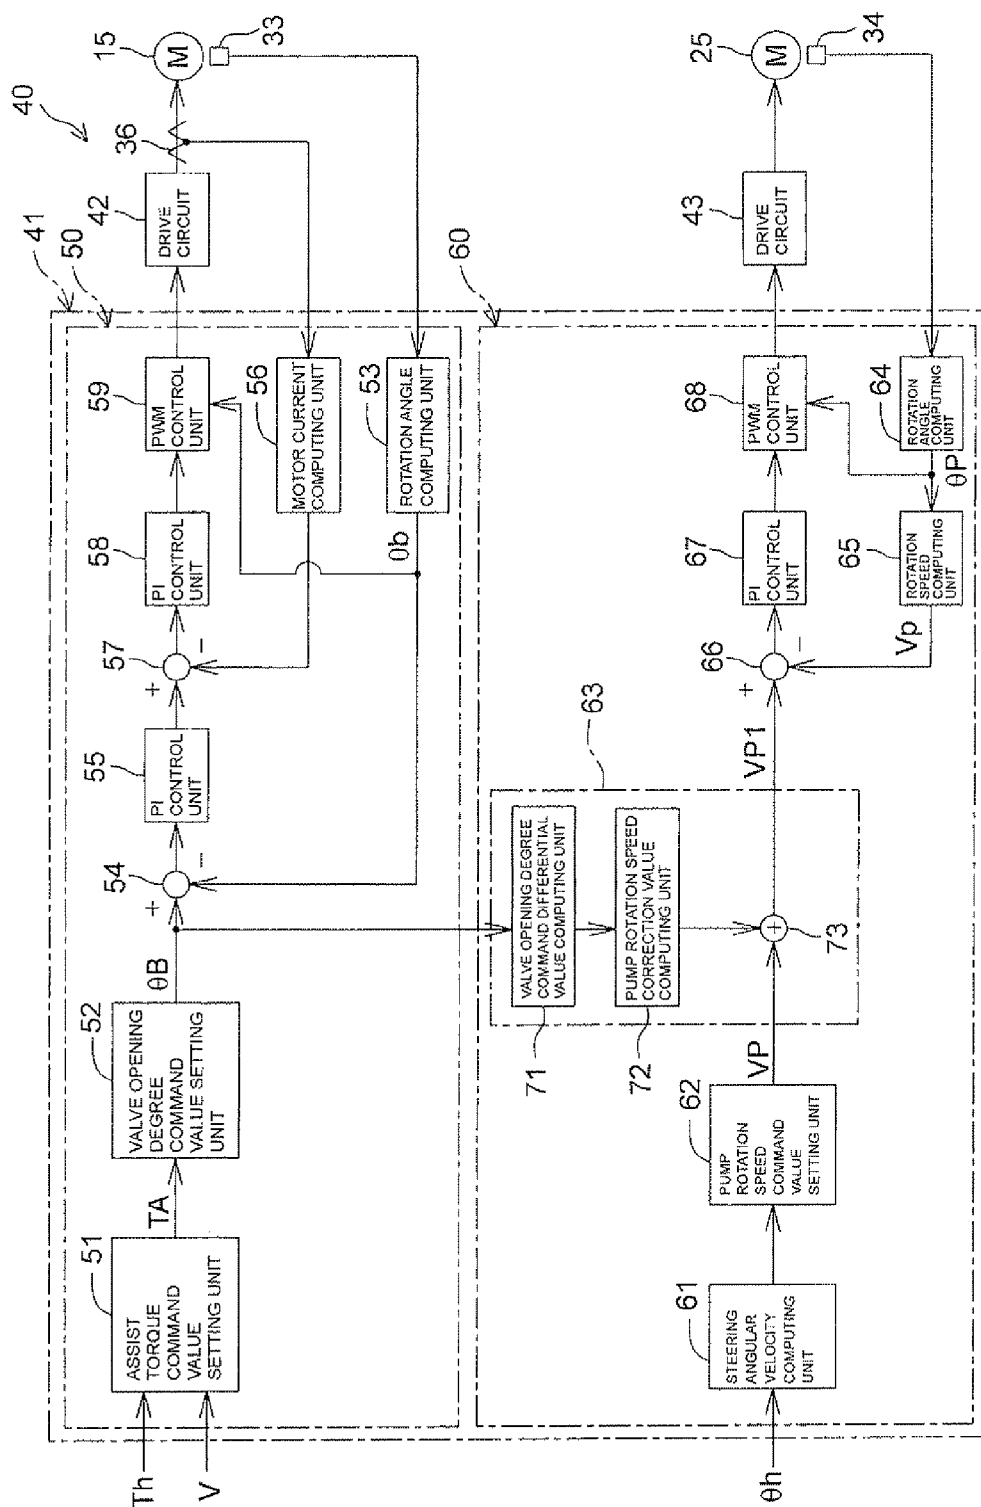 40
41
50
Th
V
51
ASSIST
TORQUE
COMMAND
VALUE
SETTING UNIT
TA
52
VALVE OPENING
DEGREE
COMMAND
VALUE SETTING
UNIT
θB
+
54
−
55
PI
CONTROL
UNIT
+
57
−
58
PI
CONTROL
UNIT
59
PWM
CONTROL
UNIT
42
DRIVE
CIRCUIT
36
15
M
33
56
MOTOR CURRENT
COMPUTING UNIT
53
ROTATION ANGLE
COMPUTING UNIT
θb
60
63
71
VALVE OPENING DEGREE
COMMAND DIFFERENTIAL
VALUE COMPUTING UNIT
72
PUMP ROTATION SPEED
CORRECTION VALUE
COMPUTING UNIT
θh
61
STEERING
ANGULAR
VELOCITY
COMPUTING
UNIT
62
PUMP
ROTATION
SPEED
COMMAND
VALUE
SETTING UNIT
VP
+
73
VP1
+
66
−
67
PI
CONTROL
UNIT
68
PWM
CONTROL
UNIT
43
DRIVE
CIRCUIT
25
M
34
64
ROTATION
ANGLE
COMPUTING
UNIT
θP
65
ROTATION
SPEED
COMPUTING
UNIT
Vp